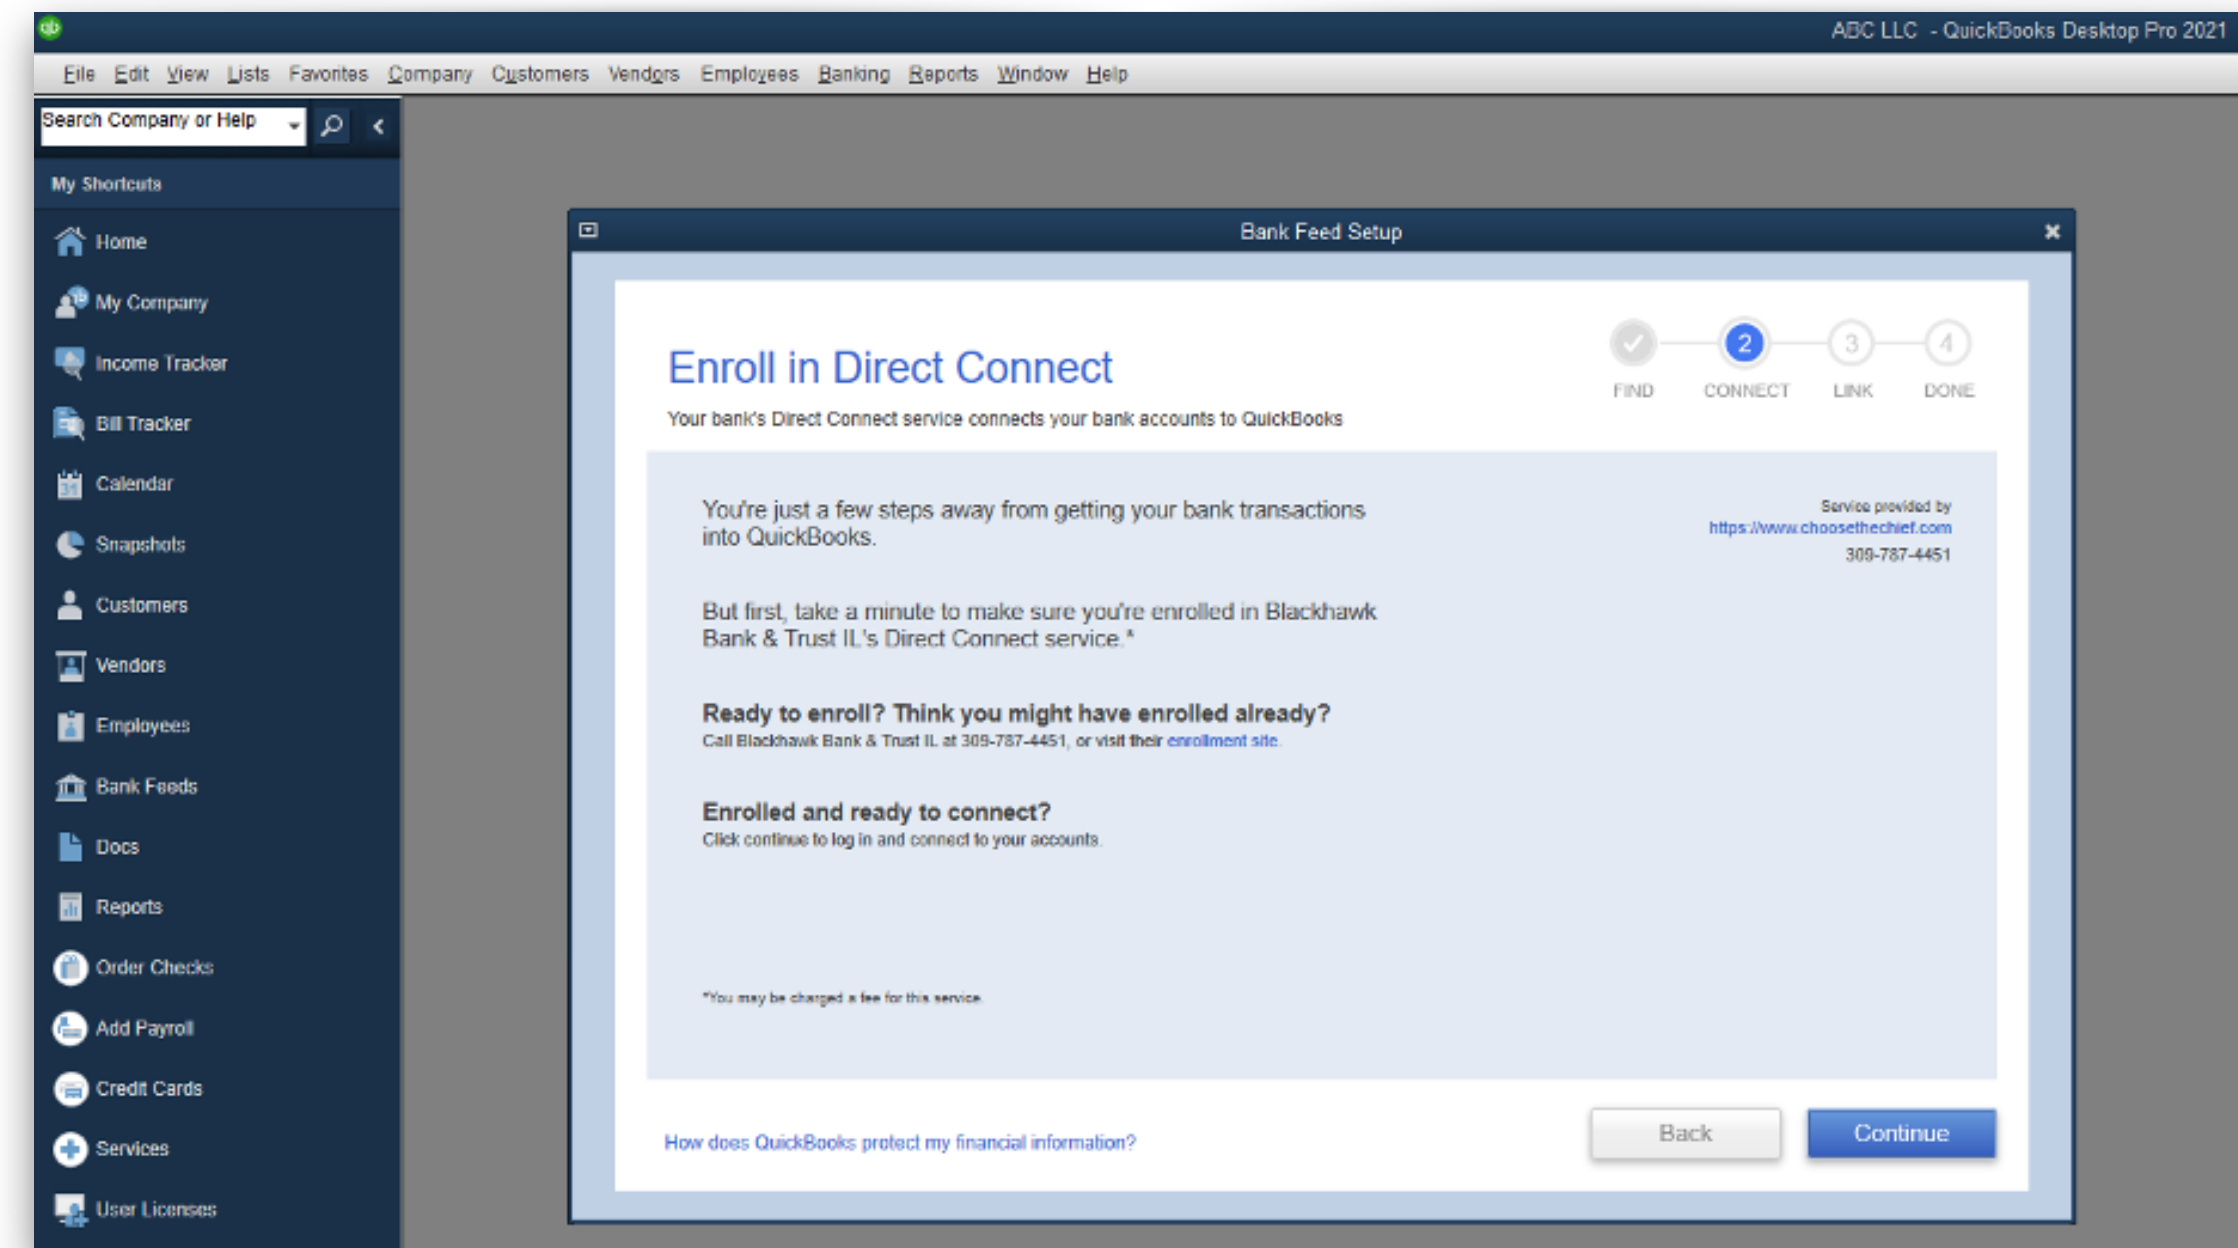 ABC LLC - QuickBooks Desktop Pro 2021
File Edit View Lists Favorites Company Customers Vendors Employees Banking Reports Window Help
Search Company or Help
My Shortcuts
Home
My Company
Income Tracker
Bill Tracker
Calendar
Snapshots
Customers
Vendors
Employees
Bank Feeds
Docs
Reports
Order Checks
Add Payroll
Credit Cards
Services
User Licenses
Bank Feed Setup
Enroll in Direct Connect
Your bank's Direct Connect service connects your bank accounts to QuickBooks
2 3 4
FIND CONNECT LINK DONE
You're just a few steps away from getting your bank transactions
into QuickBooks.
Service provided by
https://www.choosethechief.com
309-787-4451
But first, take a minute to make sure you're enrolled in Blackhawk
Bank & Trust IL's Direct Connect service.*
Ready to enroll? Think you might have enrolled already?
Call Blackhawk Bank & Trust IL at 309-787-4451, or visit their enrollment site.
Enrolled and ready to connect?
Click continue to log in and connect to your accounts.
*You may be charged a fee for this service.
How does QuickBooks protect my financial information?
Back Continue